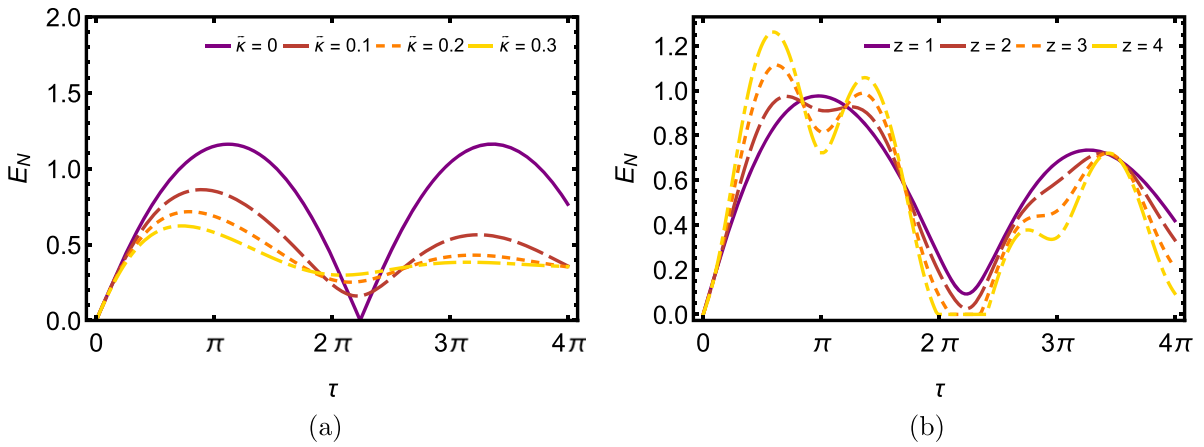 κ̄ = 0 κ̄ = 0.1 κ̄ = 0.2 κ̄ = 0.3
2.0
1.5
1.0
0.5
0.0
E_N
0 π 2π 3π 4π
τ
(a)
z = 1 z = 2 z = 3 z = 4
1.2
1.0
0.8
0.6
0.4
0.2
0.0
E_N
0 π 2π 3π 4π
τ
(b)